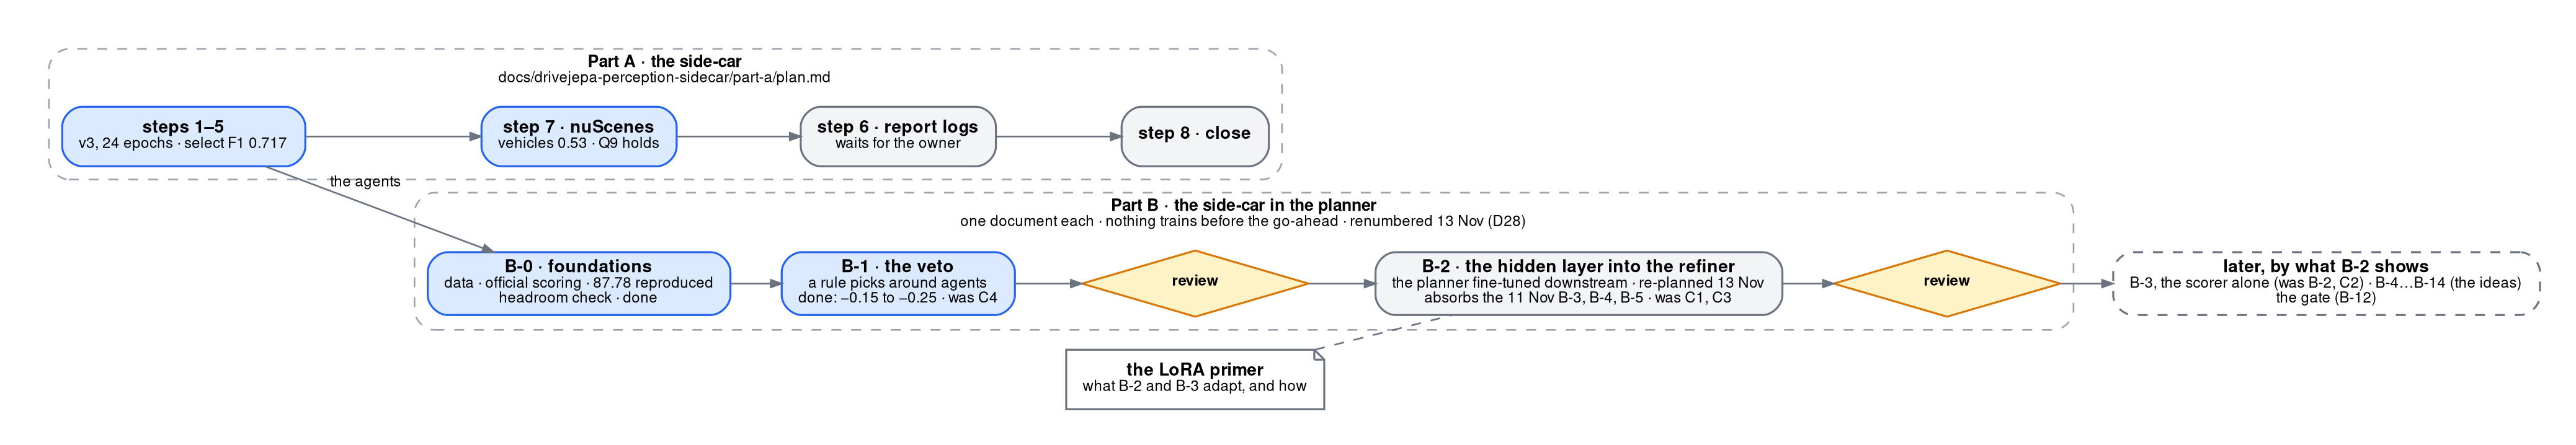 Part A · the side-car
docs/drivejepa-perception-sidecar/part-a/plan.md
steps 1–5
v3, 24 epochs · select F1 0.717
step 7 · nuScenes
vehicles 0.53 · Q9 holds
step 6 · report logs
waits for the owner
step 8 · close
the agents
Part B · the side-car in the planner
one document each · nothing trains before the go-ahead · renumbered 13 Nov (D28)
B-0 · foundations
data · official scoring · 87.78 reproduced
headroom check · done
B-1 · the veto
a rule picks around agents
done: −0.15 to −0.25 · was C4
review
B-2 · the hidden layer into the refiner
the planner fine-tuned downstream · re-planned 13 Nov
absorbs the 11 Nov B-3, B-4, B-5 · was C1, C3
review
later, by what B-2 shows
B-3, the scorer alone (was B-2, C2) · B-4…B-14 (the ideas)
the gate (B-12)
the LoRA primer
what B-2 and B-3 adapt, and how